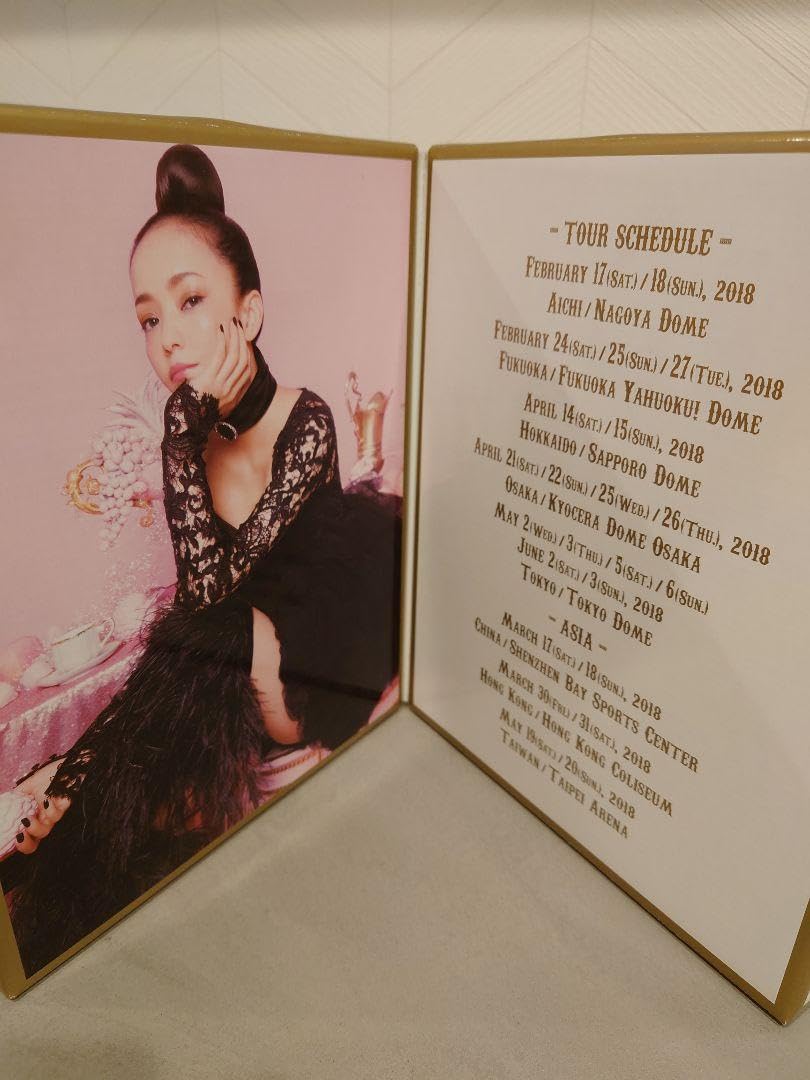 - TOUR SCHEDULE -
FEBRUARY 17(SAT.) / 18(SUN.), 2018
AICHI / NAGOYA DOME
FEBRUARY 24(SAT.) / 25(SUN.) / 27(TUE.), 2018
FUKUOKA / FUKUOKA YAHUOKU! DOME
APRIL 14(SAT.) / 15(SUN.), 2018
HOKKAIDO / SAPPORO DOME
APRIL 21(SAT.) / 22(SUN.) / 25(WED.) / 26(THU.), 2018
OSAKA / KYOCERA DOME OSAKA
MAY 2(WED.) / 3(THU.) / 5(SAT.) / 6(SUN.)
JUNE 2(SAT.) / 3(SUN.), 2018
TOKYO / TOKYO DOME
- ASIA -
MARCH 17(SAT.) / 18(SUN.), 2018
CHINA / SHENZHEN BAY SPORTS CENTER
MARCH 30(FRI.) / 31(SAT.), 2018
HONG KONG / HONG KONG COLISEUM
MAY 19(SAT.) / 20(SUN.), 2018
TAIWAN / TAIPEI ARENA